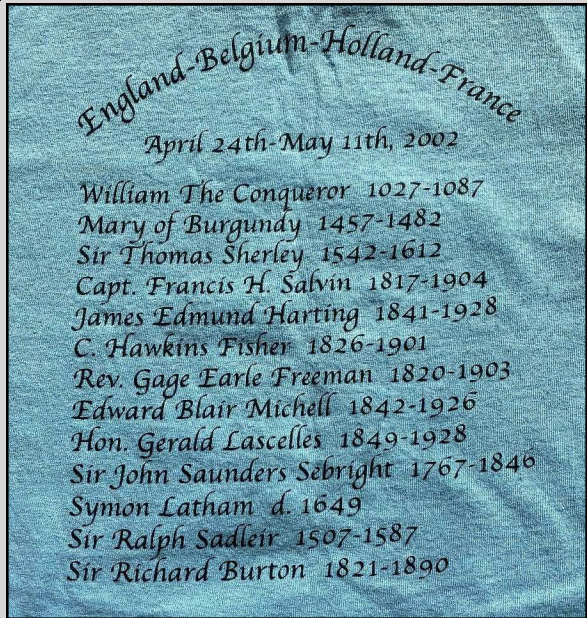 England-Belgium-Holland-France
April 24th-May 11th, 2002
William The Conqueror 1027-1087
Mary of Burgundy 1457-1482
Sir Thomas Sherley 1542-1612
Capt. Francis H. Salvin 1817-1904
James Edmund Harting 1841-1928
C. Hawkins Fisher 1826-1901
Rev. Gage Earle Freeman 1820-1903
Edward Blair Michell 1842-1926
Hon. Gerald Lascelles 1849-1928
Sir John Saunders Sebright 1767-1846
Symon Latham d. 1649
Sir Ralph Sadleir 1507-1587
Sir Richard Burton 1821-1890